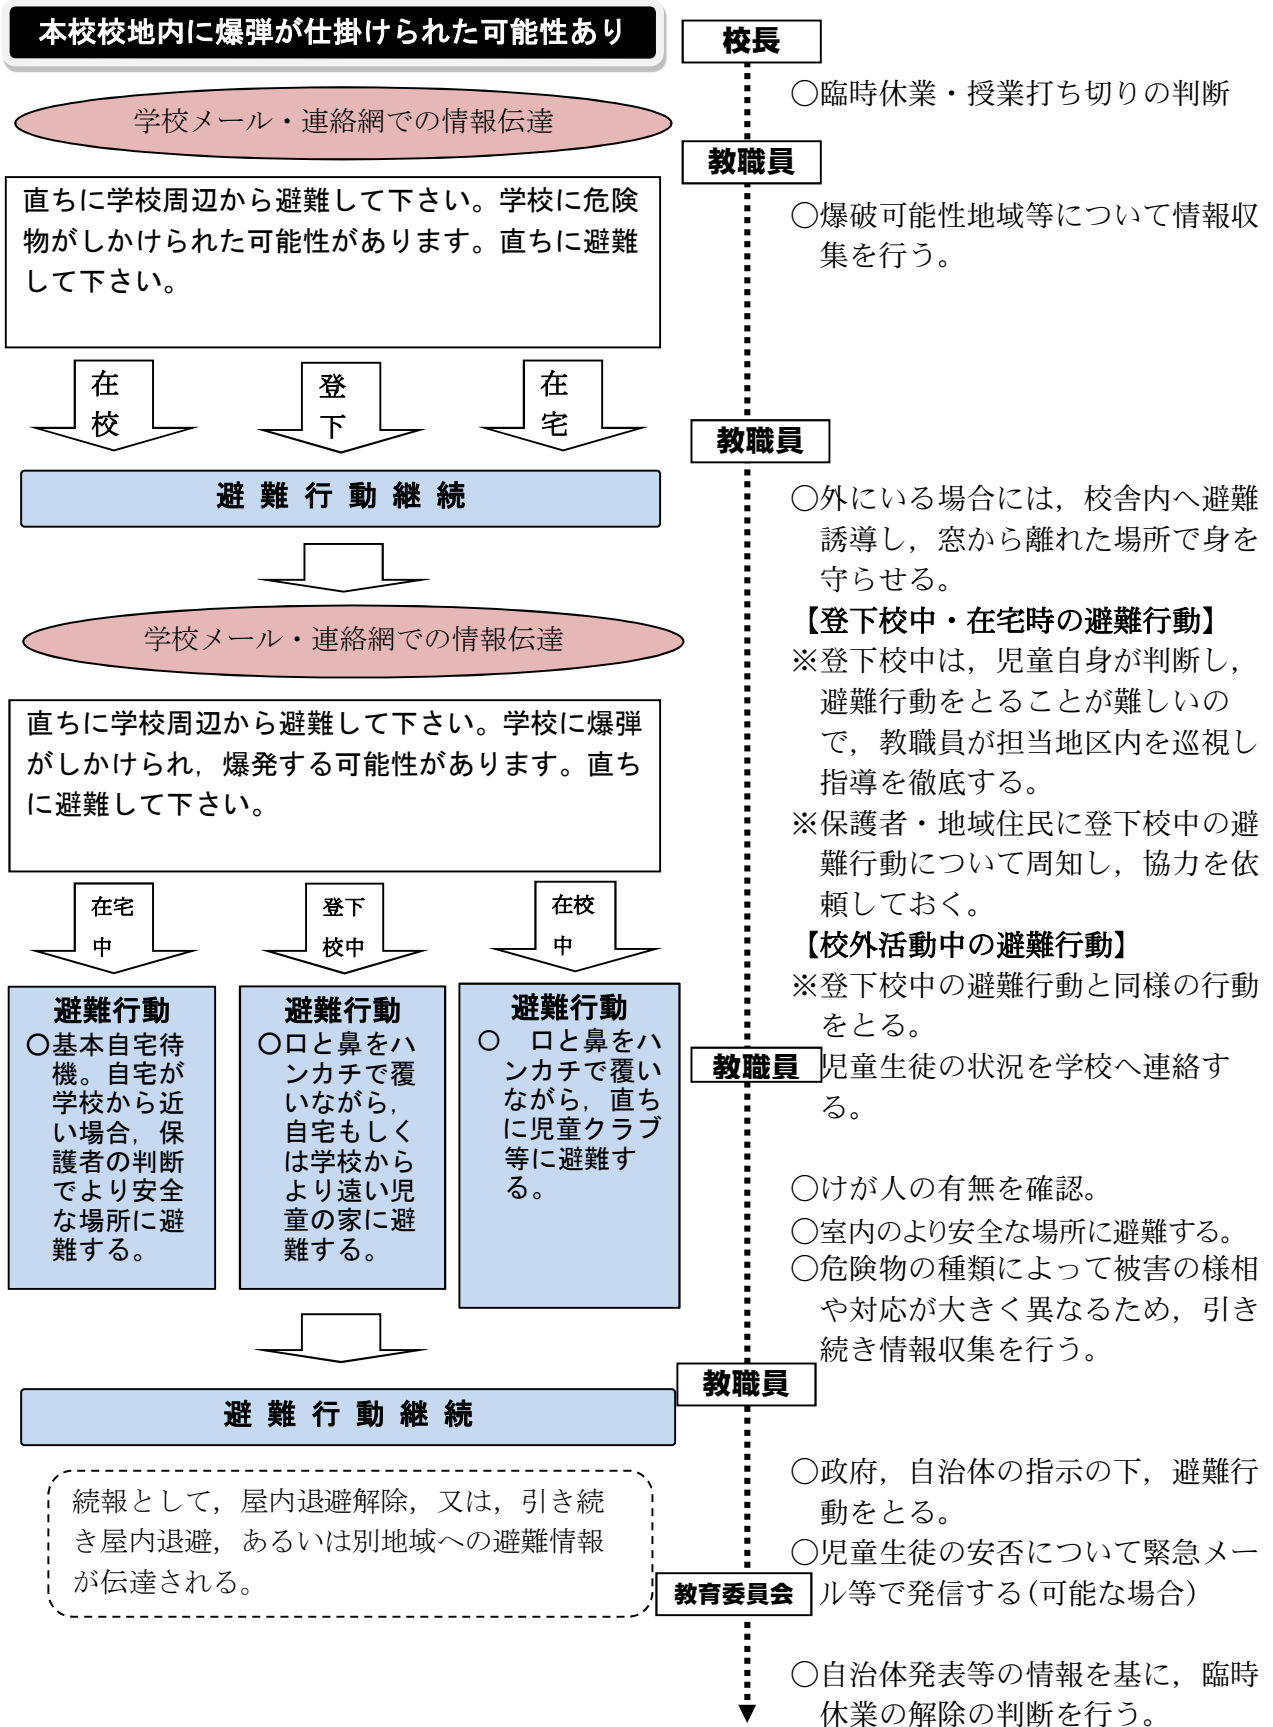 本校校地内に爆弾が仕掛けられた可能性あり
学校メール・連絡網での情報伝達
直ちに学校周辺から避難して下さい。学校に危険
物がしかけられた可能性があります。直ちに避難
して下さい。
在
校
登
下
在
宅
避 難 行 動 継 続
学校メール・連絡網での情報伝達
直ちに学校周辺から避難して下さい。学校に爆弾
がしかけられ，爆発する可能性があります。直ち
に避難して下さい。
在宅
中
登下
校中
在校
中
避難行動
○基本自宅待
機。自宅が
学校から近
い場合，保
護者の判断
でより安全
な場所に避
難する。
避難行動
○口と鼻をハ
ンカチで覆
いながら，
自宅もしく
は学校から
より遠い児
童の家に避
難する。
避難行動
○　口と鼻をハ
ンカチで覆い
ながら，直ち
に児童クラブ
等に避難す
る。
避 難 行 動 継 続
続報として，屋内退避解除，又は，引き続
き屋内退避，あるいは別地域への避難情報
が伝達される。
校長
○臨時休業・授業打ち切りの判断
教職員
○爆破可能性地域等について情報収
集を行う。
教職員
○外にいる場合には，校舎内へ避難
誘導し，窓から離れた場所で身を
守らせる。
【登下校中・在宅時の避難行動】
※登下校中は，児童自身が判断し，
避難行動をとることが難しいの
で，教職員が担当地区内を巡視し
指導を徹底する。
※保護者・地域住民に登下校中の避
難行動について周知し，協力を依
頼しておく。
【校外活動中の避難行動】
※登下校中の避難行動と同様の行動
をとる。
教職員
児童生徒の状況を学校へ連絡す
る。
○けが人の有無を確認。
○室内のより安全な場所に避難する。
○危険物の種類によって被害の様相
や対応が大きく異なるため，引き
続き情報収集を行う。
教職員
○政府，自治体の指示の下，避難行
動をとる。
○児童生徒の安否について緊急メー
ル等で発信する(可能な場合)
教育委員会
○自治体発表等の情報を基に，臨時
休業の解除の判断を行う。